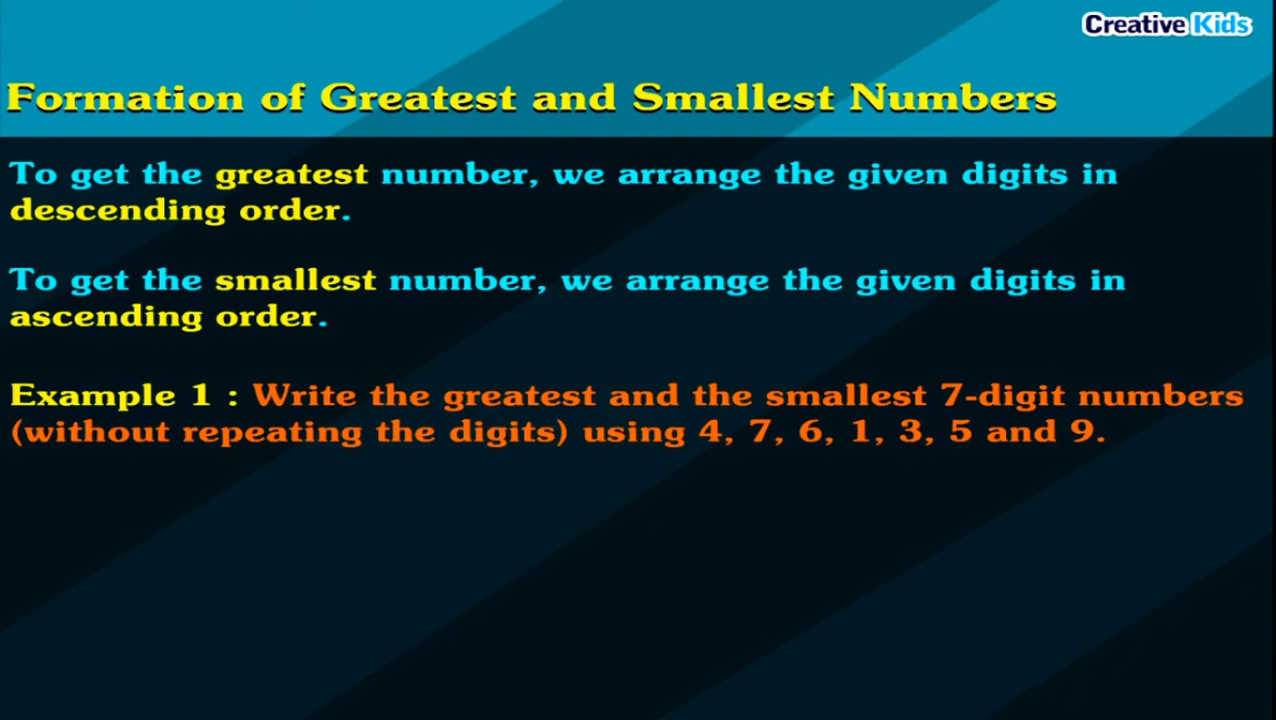 Creative Kids
Formation of Greatest and Smallest Numbers
To get the greatest number, we arrange the given digits in
descending order.
To get the smallest number, we arrange the given digits in
ascending order.
Example 1 : Write the greatest and the smallest 7-digit numbers
(without repeating the digits) using 4, 7, 6, 1, 3, 5 and 9.